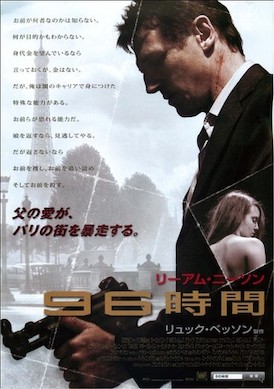 お前が何者なのかは知らない。
何が目的かもわからない。
身代金を望んでいるなら
言っておくが、金はない。
だが、俺は闇のキャリアで身につけた
特殊な能力がある。
お前らが恐れる能力だ。
娘を返すなら、見逃してやる。
だが返さないなら
お前を捜し、お前を追い詰め
そしてお前を殺す。
父の愛が、
パリの街を暴走する。
リーアム・ニーソン
96時間
リュック・ベッソン 製作